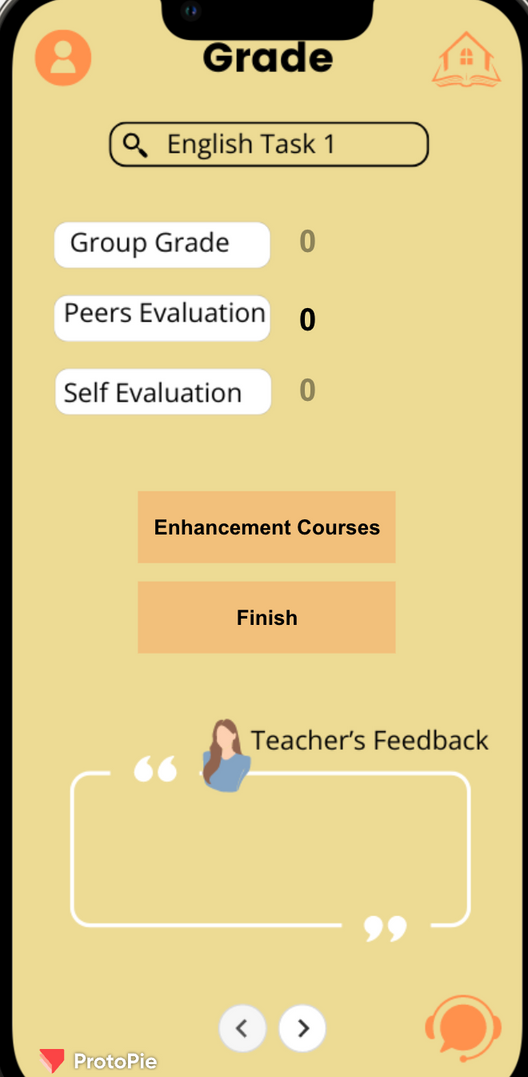 Grade
English Task 1
Group Grade 0
Peers Evaluation 0
Self Evaluation 0
Enhancement Courses
Finish
Teacher’s Feedback
ProtoPie